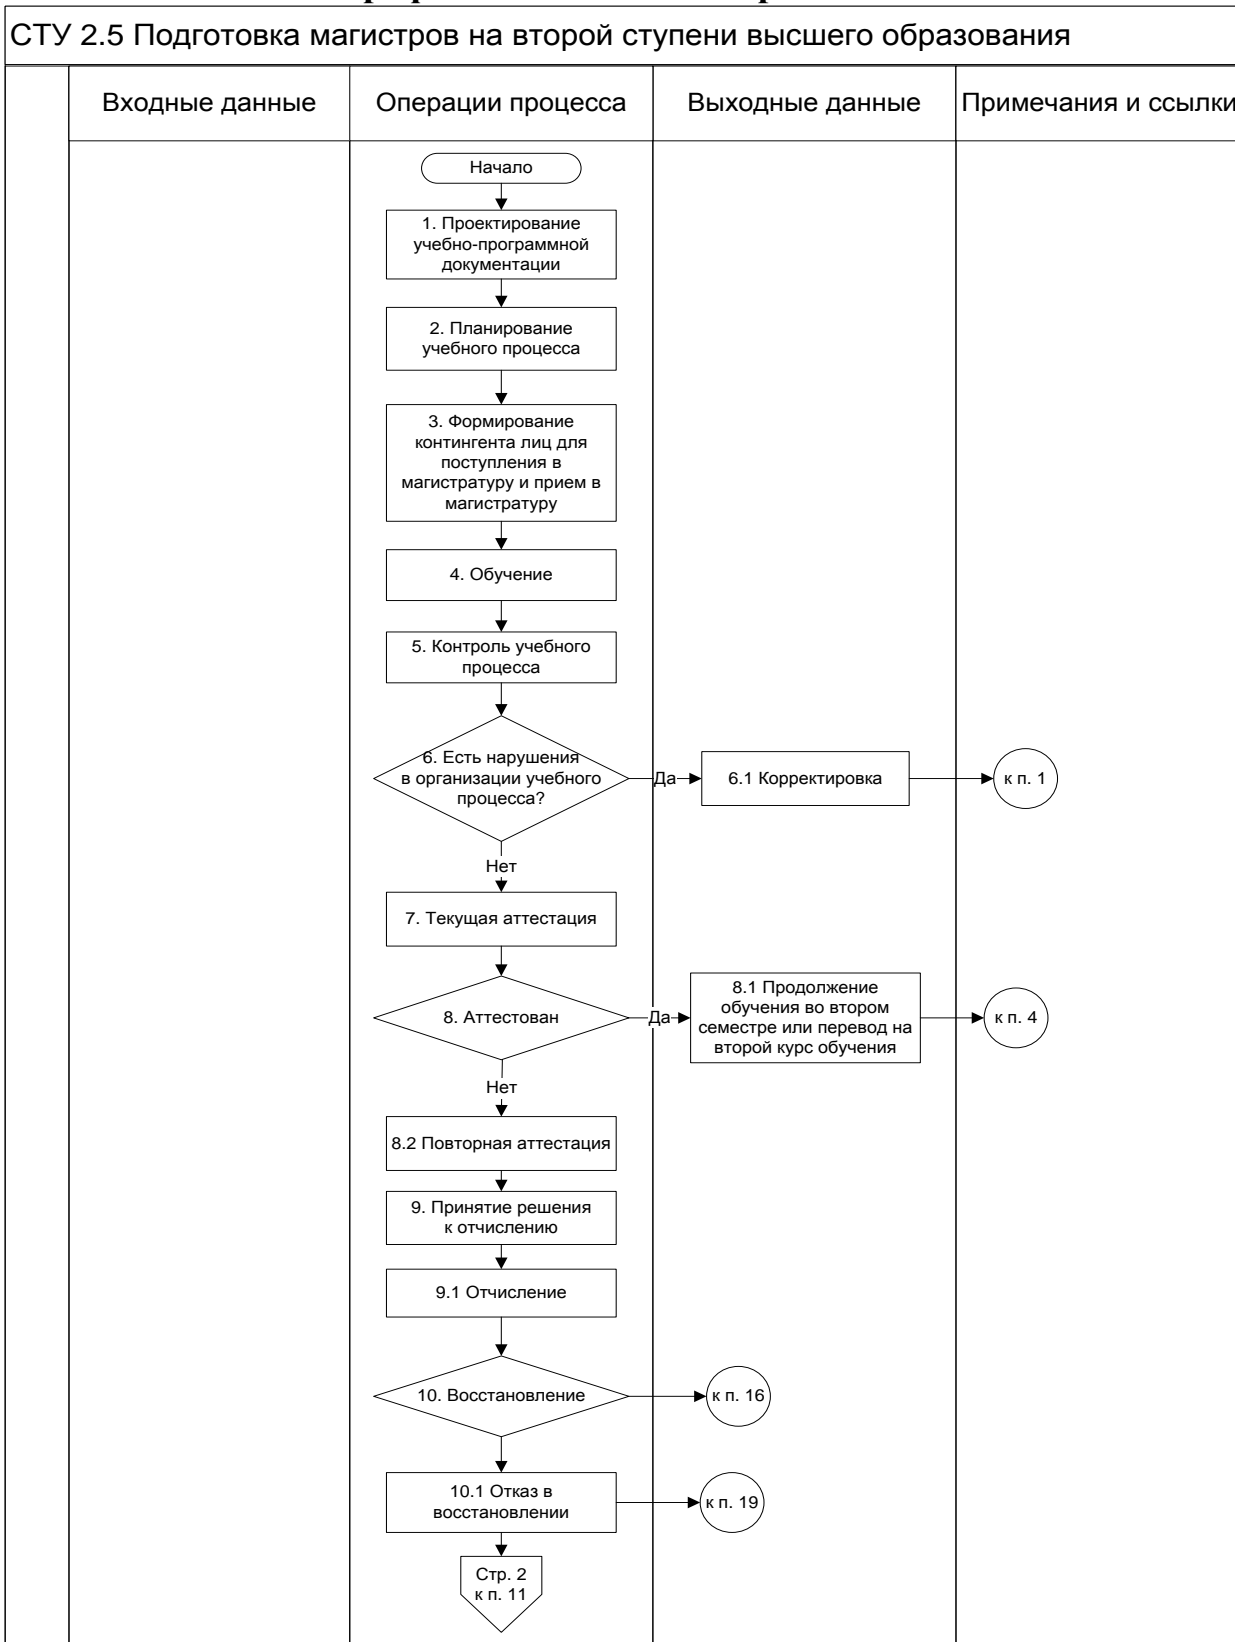 СТУ 2.5 Подготовка магистров на второй ступени высшего образования
Входные данные
Операции процесса
Выходные данные
Примечания и ссылки
Начало
1. Проектирование
учебно-программной
документации
2. Планирование
учебного процесса
3. Формирование
контингента лиц для
поступления в
магистратуру и прием в
магистратуру
4. Обучение
5. Контроль учебного
процесса
6. Есть нарушения
в организации учебного
процесса?
Да
6.1 Корректировка
к п. 1
Нет
7. Текущая аттестация
8. Аттестован
Да
8.1 Продолжение
обучения во втором
семестре или перевод на
второй курс обучения
к п. 4
Нет
8.2 Повторная аттестация
9. Принятие решения
к отчислению
9.1 Отчисление
10. Восстановление
к п. 16
10.1 Отказ в
восстановлении
к п. 19
Стр. 2
к п. 11